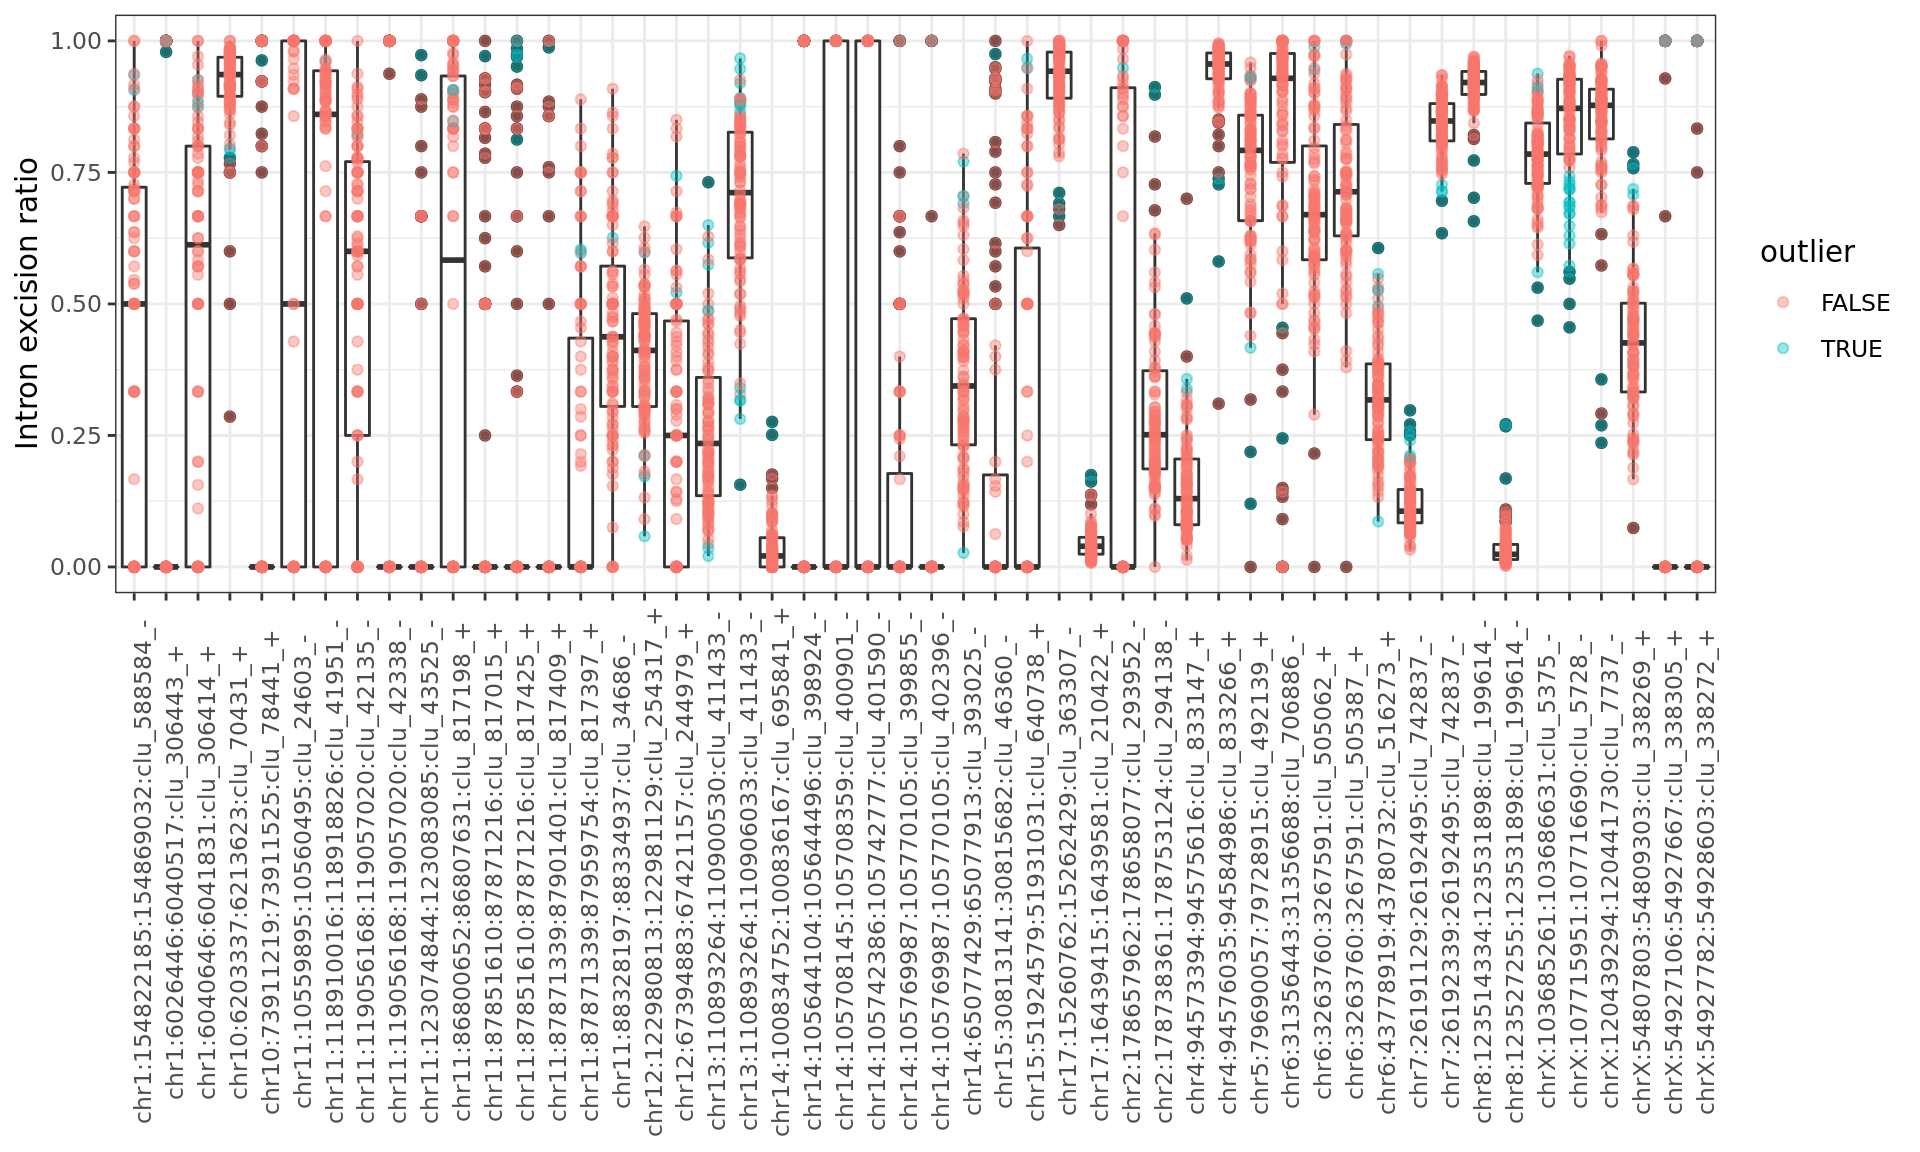 1.00
0.75
0.50
0.25
0.00
Intron excision ratio
outlier
FALSE
TRUE
chr1:154822185:154869032:clu_588584_-
chr1:6026446:6040517:clu_306443_+
chr1:6040646:6041831:clu_306414_+
chr10:6203337:6213623:clu_70431_+
chr10:73911219:73911525:clu_78441_+
chr11:10559895:10560495:clu_24603_-
chr11:118910016:118918826:clu_41951_-
chr11:119056168:119057020:clu_42135_-
chr11:119056168:119057020:clu_42338_-
chr11:123074844:123083085:clu_43525_-
chr11:86800652:86807631:clu_817198_+
chr11:87851610:87871216:clu_817015_+
chr11:87851610:87871216:clu_817425_+
chr11:87871339:87901401:clu_817409_+
chr11:87871339:87959754:clu_817397_+
chr11:88328197:88334937:clu_34686_-
chr12:122980813:122981129:clu_254317_+
chr12:67394883:67421157:clu_244979_+
chr13:110893264:110900530:clu_411433_-
chr13:110893264:110906033:clu_411433_-
chr14:100834752:100836167:clu_695841_+
chr14:105644104:105644496:clu_398924_-
chr14:105708145:105708359:clu_400901_-
chr14:105742386:105742777:clu_401590_-
chr14:105769987:105770105:clu_399855_-
chr14:105769987:105770105:clu_402396_-
chr14:65077429:65077913:clu_393025_-
chr15:30813141:30815682:clu_46360_-
chr15:51924579:51931031:clu_640738_+
chr17:15260762:15262429:clu_363307_-
chr17:16439415:16439581:clu_210422_+
chr2:178657962:178658077:clu_293952_-
chr2:178738361:178753124:clu_294138_-
chr4:94573394:94575616:clu_833147_+
chr4:94576035:94584986:clu_833266_+
chr5:79690057:79728915:clu_492139_+
chr6:31356443:31356688:clu_706886_-
chr6:3263760:3267591:clu_505062_+
chr6:3263760:3267591:clu_505387_+
chr6:43778919:43780732:clu_516273_+
chr7:26191129:26192495:clu_742837_-
chr7:26192339:26192495:clu_742837_-
chr8:123514334:123531898:clu_199614_-
chr8:123527255:123531898:clu_199614_-
chrX:103685261:103686631:clu_5375_-
chrX:107715951:107716690:clu_5728_-
chrX:120439294:120441730:clu_7737_-
chrX:54807803:54809303:clu_338269_+
chrX:54927106:54927667:clu_338305_+
chrX:54927782:54928603:clu_338272_+